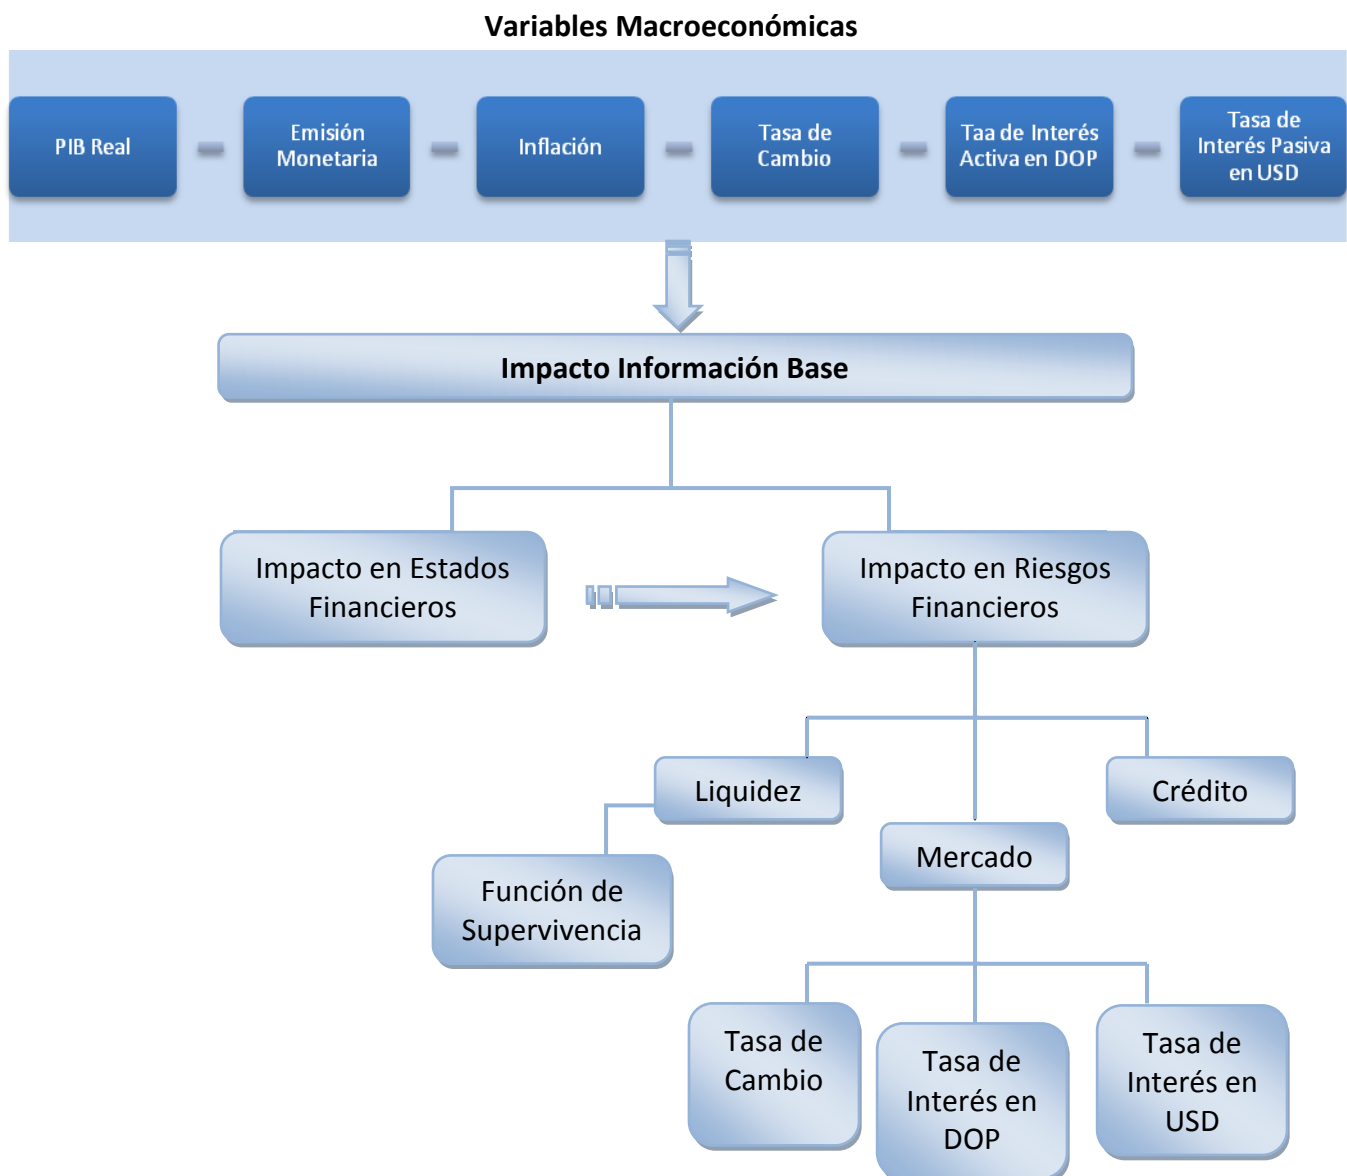 Variables Macroeconómicas
PIB Real
Emisión
Monetaria
Inflación
Tasa de
Cambio
Taa de Interés
Activa en DOP
Tasa de
Interés Pasiva
en USD
Impacto Información Base
Impacto en Estados
Financieros
Impacto en Riesgos
Financieros
Liquidez
Crédito
Mercado
Función de
Supervivencia
Tasa de
Cambio
Tasa de
Interés en
DOP
Tasa de
Interés en
USD